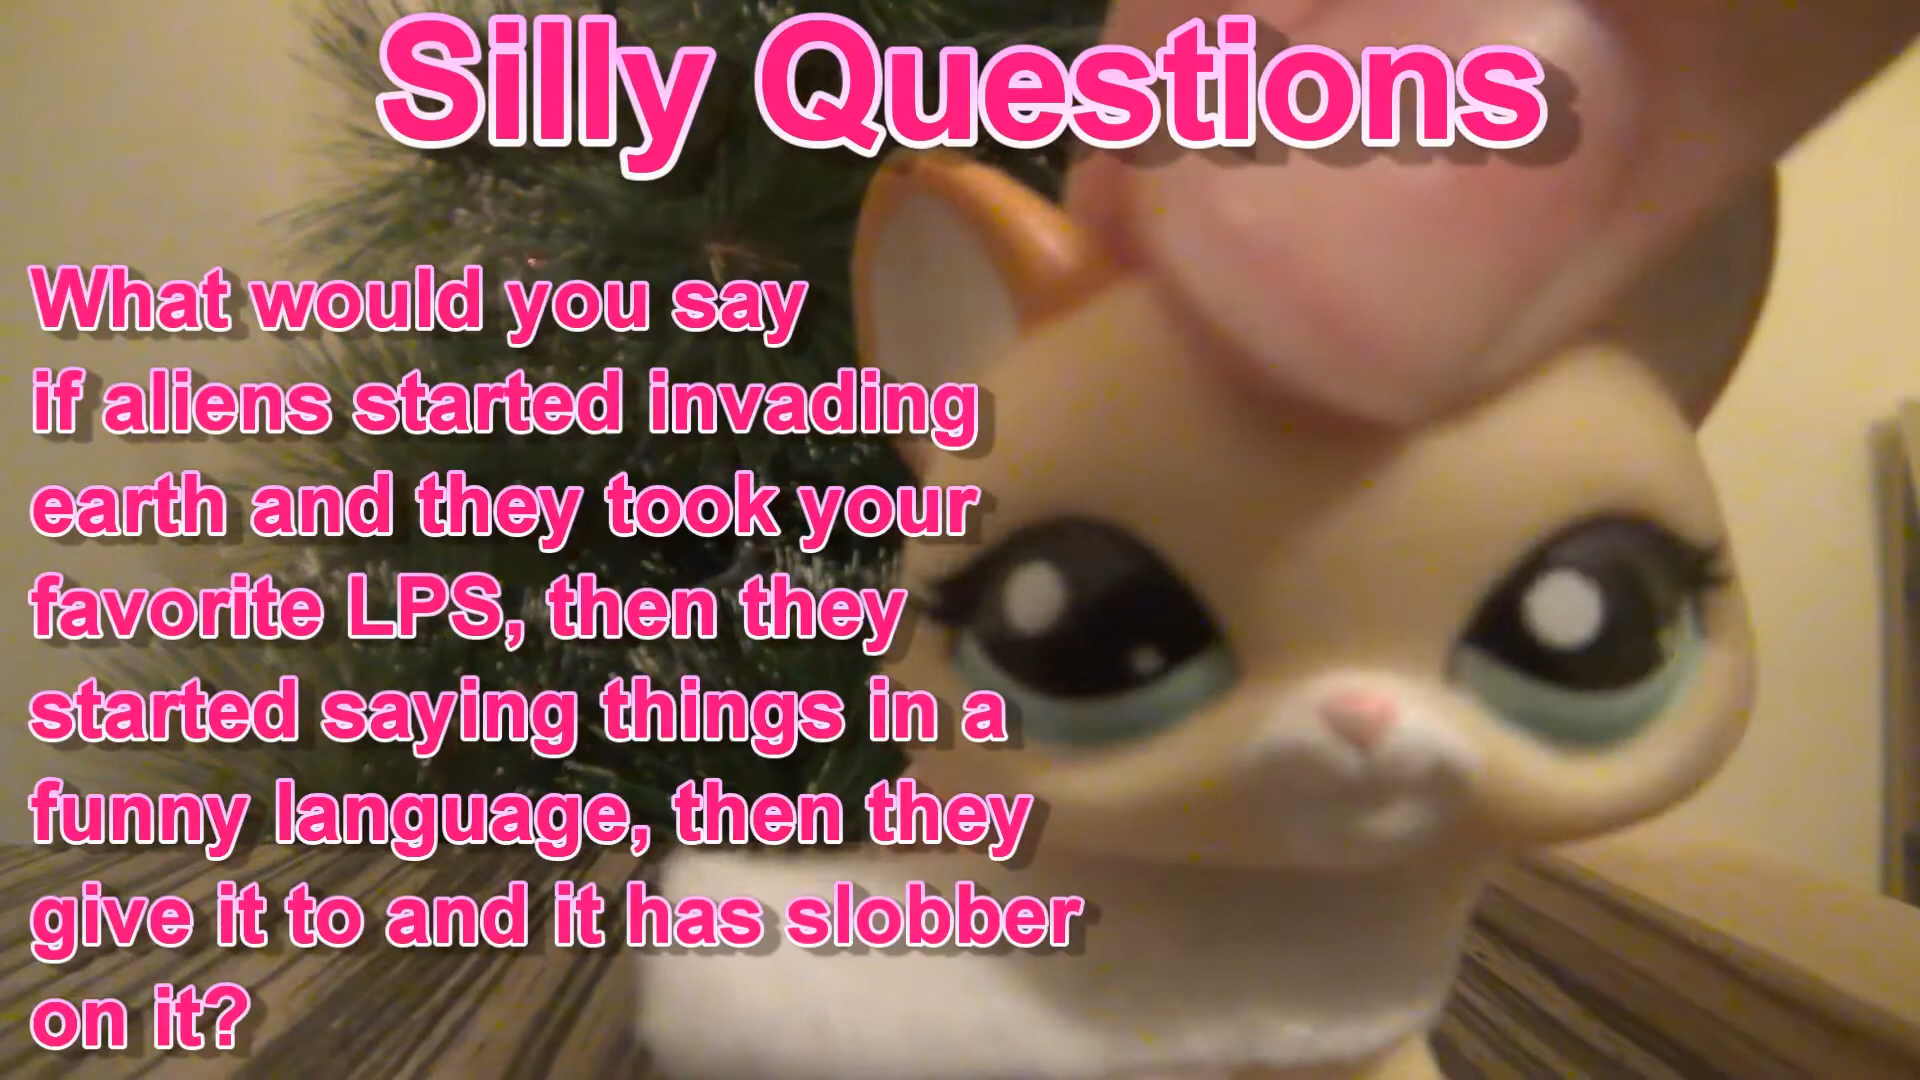 Silly Questions
What would you say
if aliens started invading
earth and they took your
favorite LPS, then they
started saying things in a
funny language, then they
give it to and it has slobber
on it?